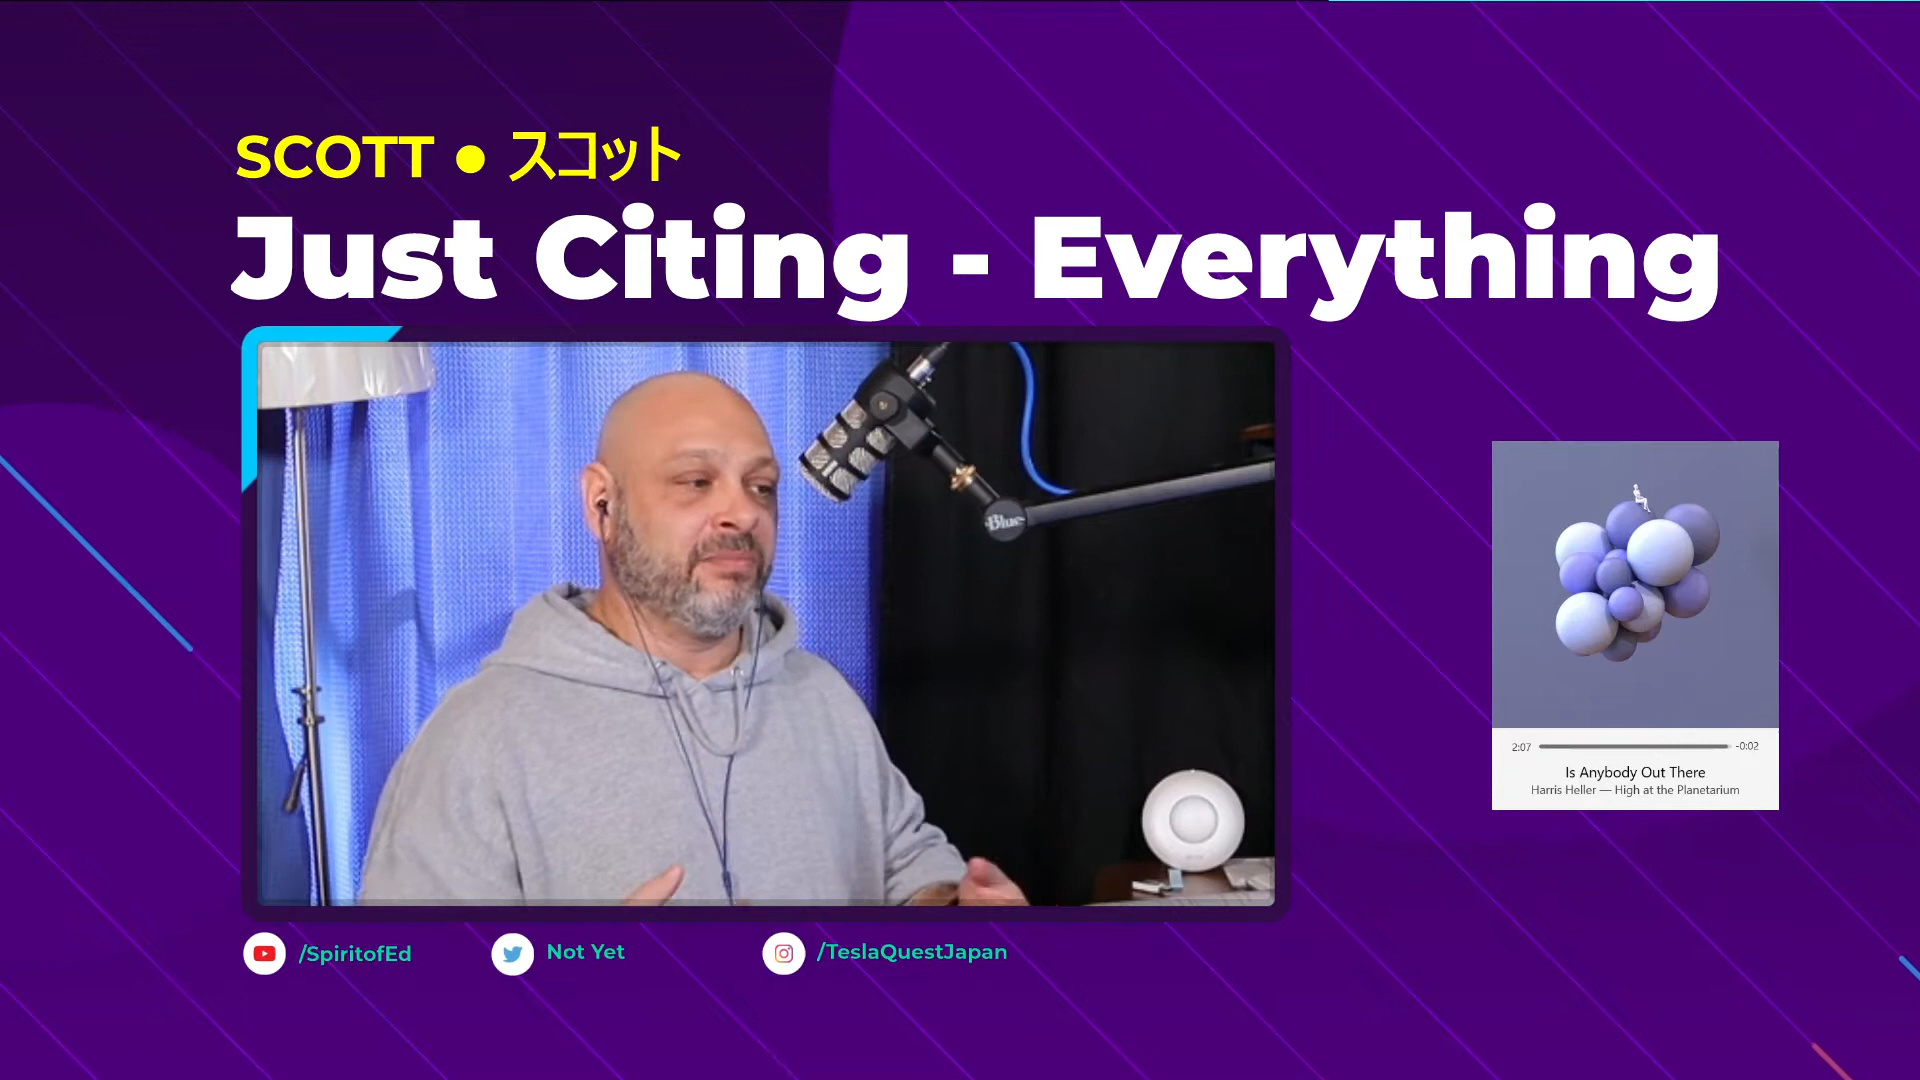 SCOTT ● スコット
Just Citing - Everything
Blue
/SpiritofEd
Not Yet
/TeslaQuestJapan
2:07
-0:02
Is Anybody Out There
Harris Heller — High at the Planetarium